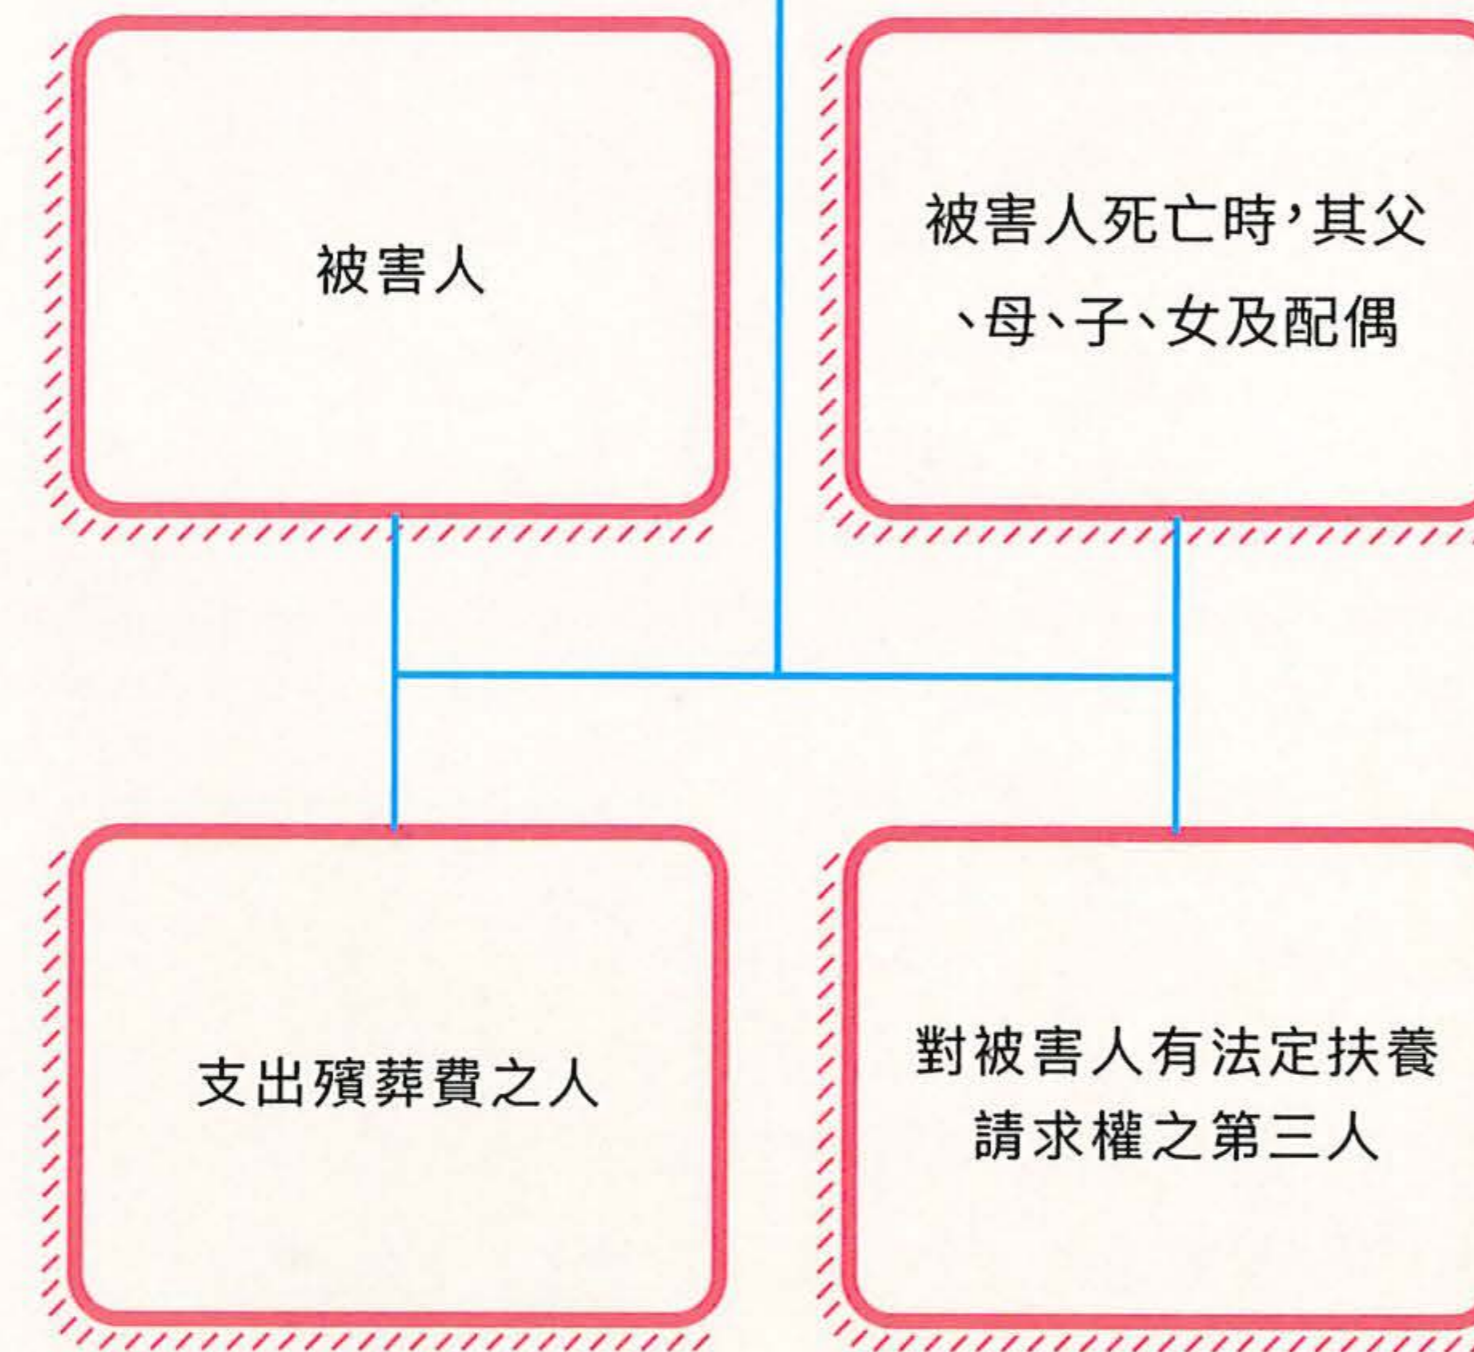 被害人
被害人死亡時，其父
、母、子、女及配偶
支出殯葬費之人
對被害人有法定扶養
請求權之第三人